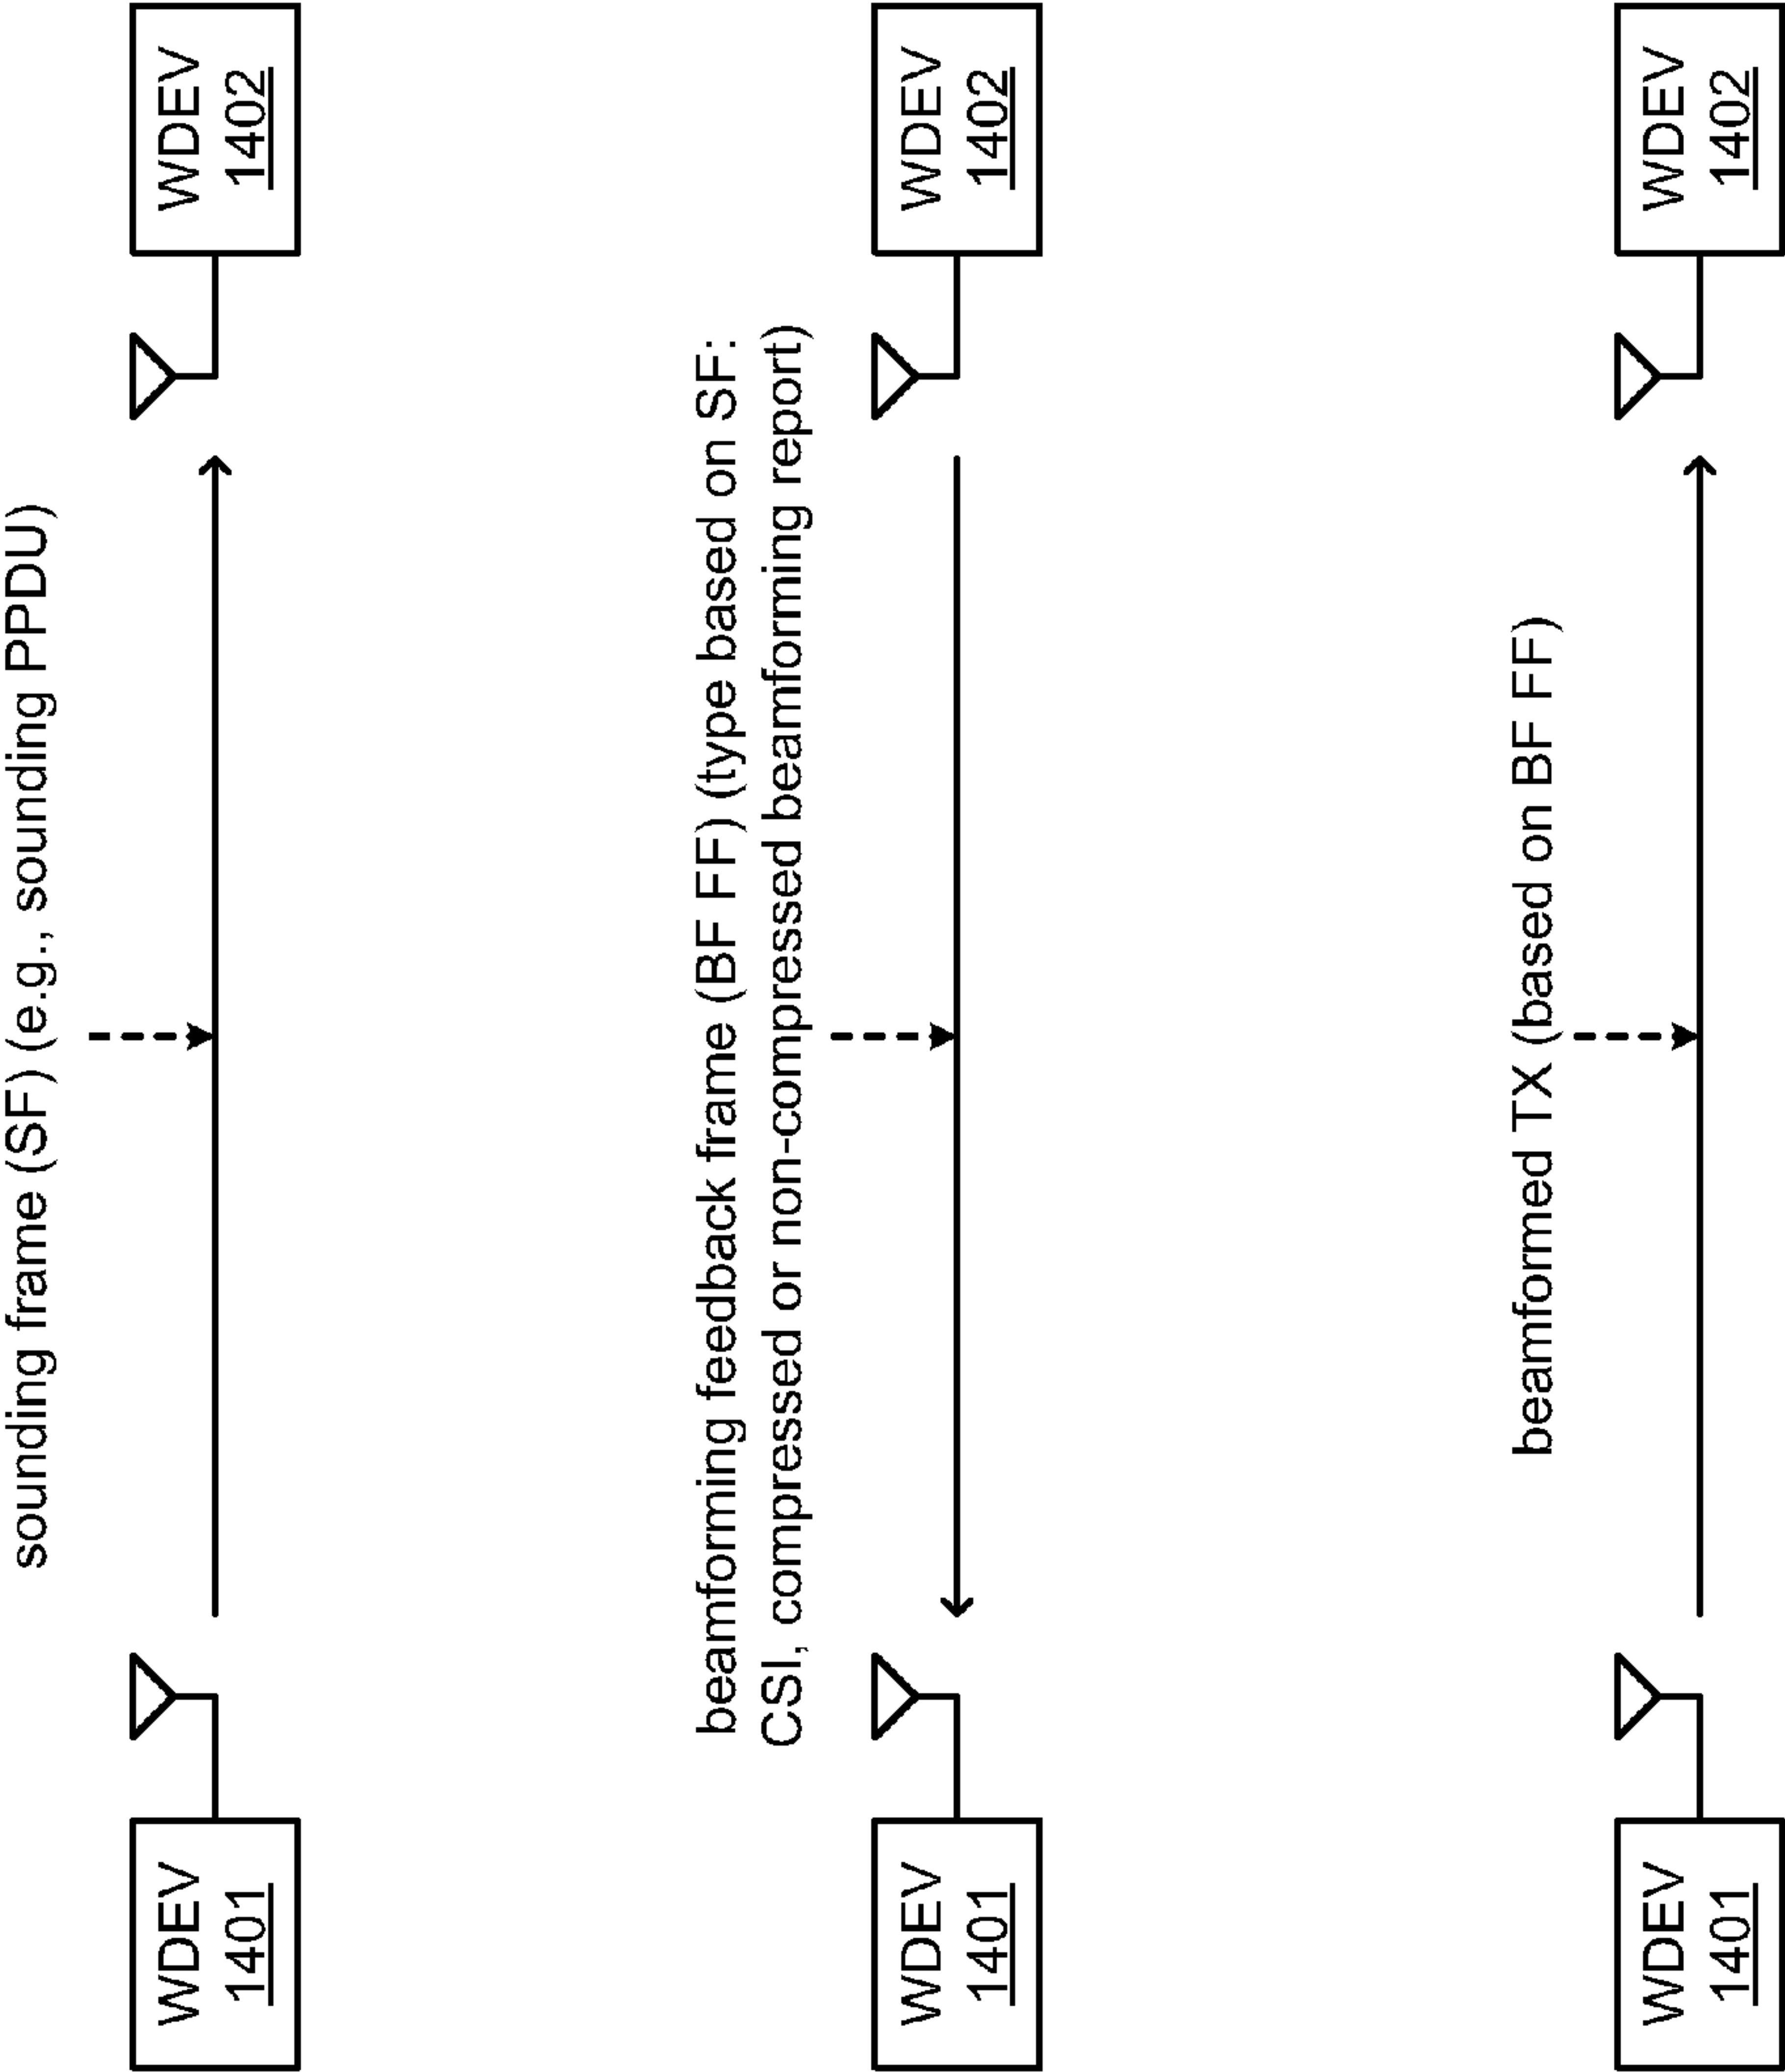 sounding frame (SF) (e.g., sounding PPDU)
WDEV
1401
WDEV
1402
beamforming feedback frame (BF FF) (type based on SF:
CSI, compressed or non-compressed beamforming report)
WDEV
1401
WDEV
1402
beamformed TX (based on BF FF)
WDEV
1401
WDEV
1402